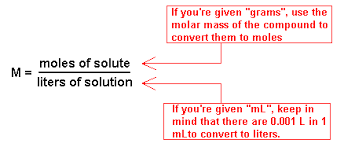 If you're given "grams", use the
molar mass of the compound to
convert them to moles
M = moles of solute
liters of solution
If you're given "mL", keep in
mind that there are 0.001 L in 1
mLto convert to liters.